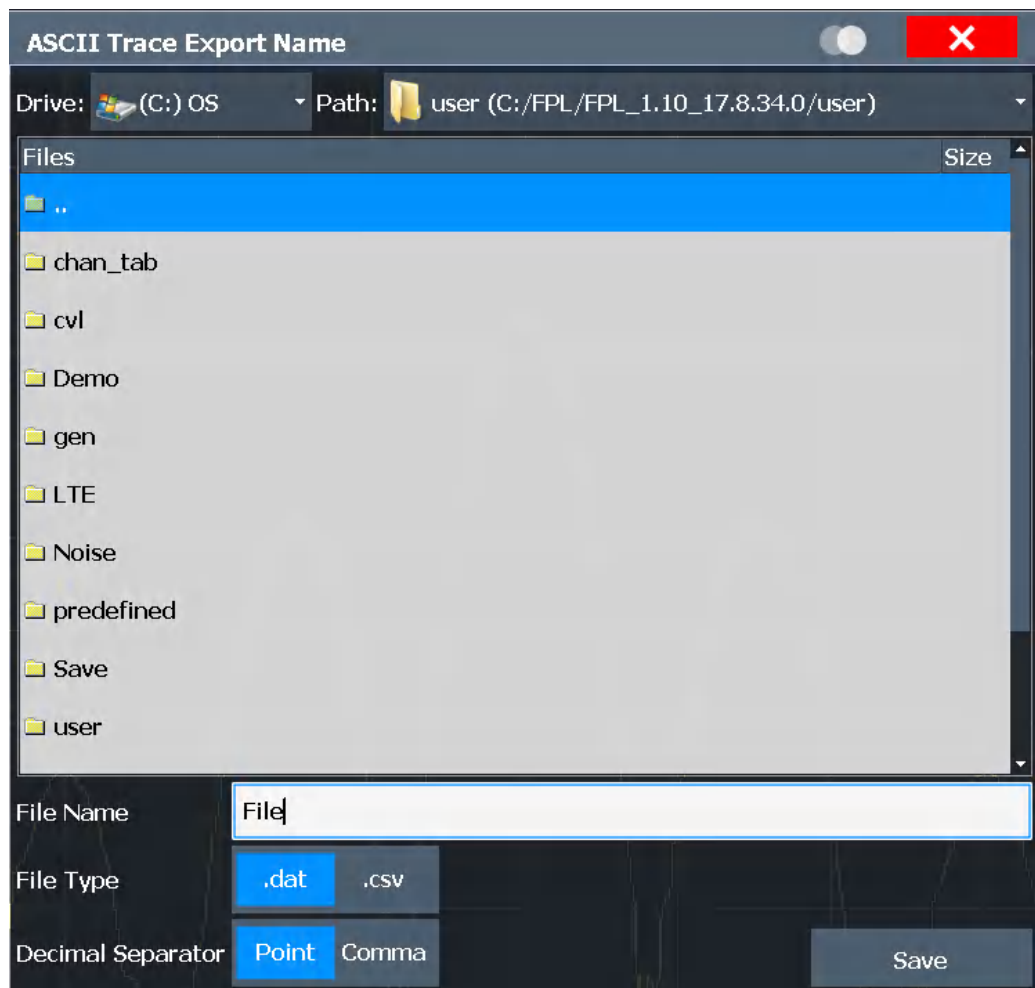 ASCII Trace Export Name
Drive: (C:) OS Path: user (C:/FPL/FPL_1.10_17.8.34.0/user)
Files Size
..
chan_tab
cvl
Demo
gen
LTE
Noise
predefined
Save
user
File Name File
File Type .dat .csv
Decimal Separator Point Comma Save